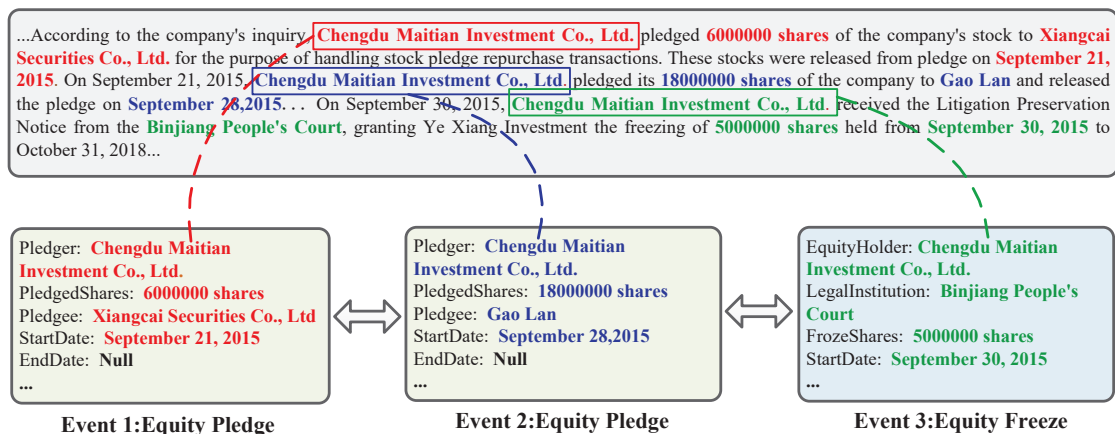 ...According to the company's inquiry, Chengdu Maitian Investment Co., Ltd. pledged 6000000 shares of the company's stock to Xiangcai
Securities Co., Ltd. for the purpose of handling stock pledge repurchase transactions. These stocks were released from pledge on September 21,
2015. On September 21, 2015, Chengdu Maitian Investment Co., Ltd. pledged its 18000000 shares of the company to Gao Lan and released
the pledge on September 28,2015. . . On September 30, 2015, Chengdu Maitian Investment Co., Ltd. received the Litigation Preservation
Notice from the Binjiang People's Court, granting Ye Xiang Investment the freezing of 5000000 shares held from September 30, 2015 to
October 31, 2018...
Pledger: Chengdu Maitian
Investment Co., Ltd.
PledgedShares: 6000000 shares
Pledgee: Xiangcai Securities Co., Ltd
StartDate: September 21, 2015
EndDate: Null
...
Event 1:Equity Pledge
Pledger: Chengdu Maitian
Investment Co., Ltd.
PledgedShares: 18000000 shares
Pledgee: Gao Lan
StartDate: September 28,2015
EndDate: Null
...
Event 2:Equity Pledge
EquityHolder: Chengdu Maitian
Investment Co., Ltd.
LegalInstitution: Binjiang People's
Court
FrozeShares: 5000000 shares
StartDate: September 30, 2015
...
Event 3:Equity Freeze